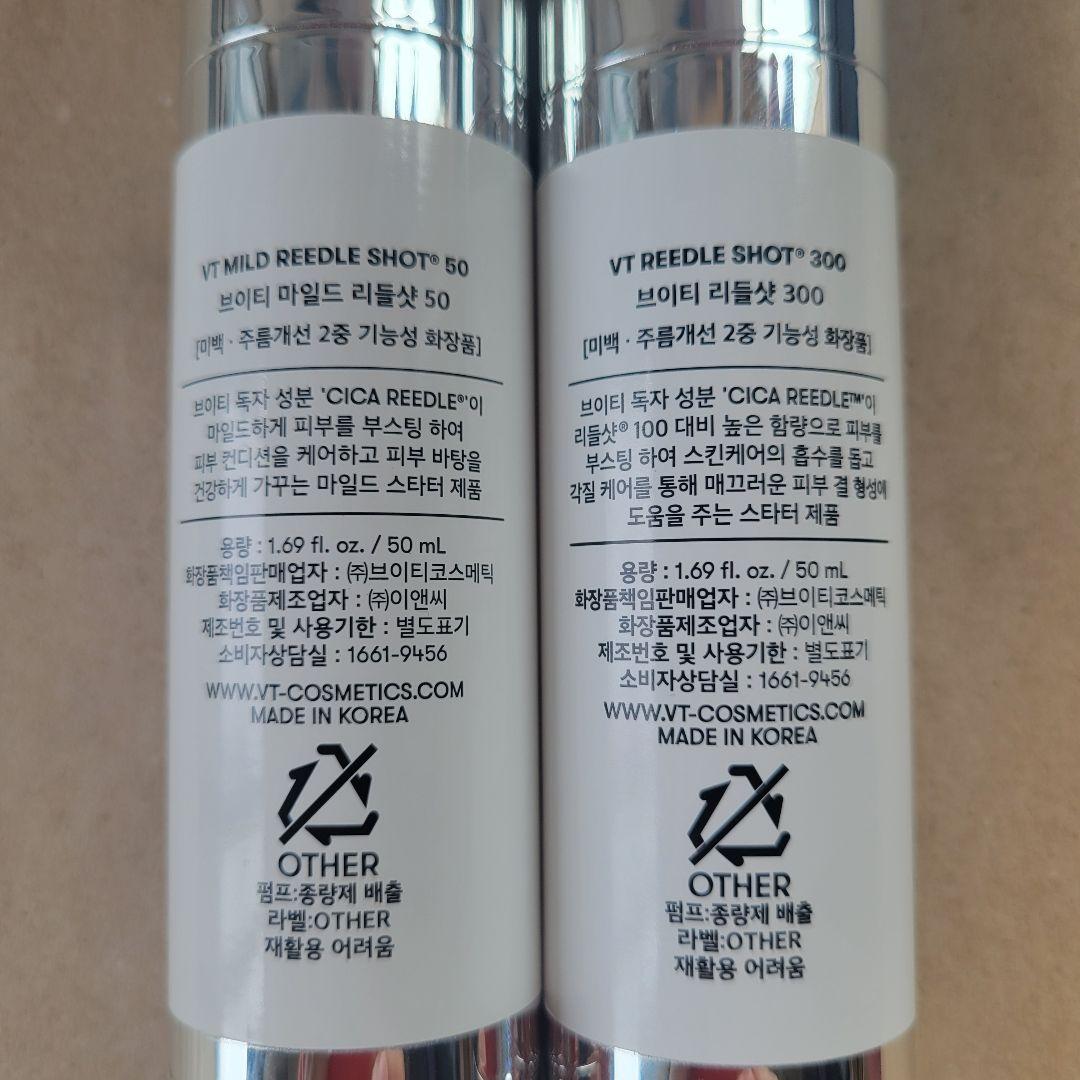 VT MILD REEDLE SHOT® 50
브이티 마일드 리들샷 50
[미백 · 주름개선 2중 기능성 화장품]
브이티 독자 성분 'CICA REEDLE®'이
마일드하게 피부를 부스팅 하여
피부 컨디션을 케어하고 피부 바탕을
건강하게 가꾸는 마일드 스타터 제품
용량 : 1.69 fl. oz. / 50 mL
화장품책임판매업자 : ㈜브이티코스메틱
화장품제조업자 : ㈜이앤씨
제조번호 및 사용기한 : 별도표기
소비자상담실 : 1661-9456
WWW.VT-COSMETICS.COM
MADE IN KOREA
OTHER
펌프:종량제 배출
라벨:OTHER
재활용 어려움
VT REEDLE SHOT® 300
브이티 리들샷 300
[미백 · 주름개선 2중 기능성 화장품]
브이티 독자 성분 'CICA REEDLE™'이
리들샷® 100 대비 높은 함량으로 피부를
부스팅 하여 스킨케어의 흡수를 돕고
각질 케어를 통해 매끄러운 피부 결 형성에
도움을 주는 스타터 제품
용량 : 1.69 fl. oz. / 50 mL
화장품책임판매업자 : ㈜브이티코스메틱
화장품제조업자 : ㈜이앤씨
제조번호 및 사용기한 : 별도표기
소비자상담실 : 1661-9456
WWW.VT-COSMETICS.COM
MADE IN KOREA
OTHER
펌프:종량제 배출
라벨:OTHER
재활용 어려움